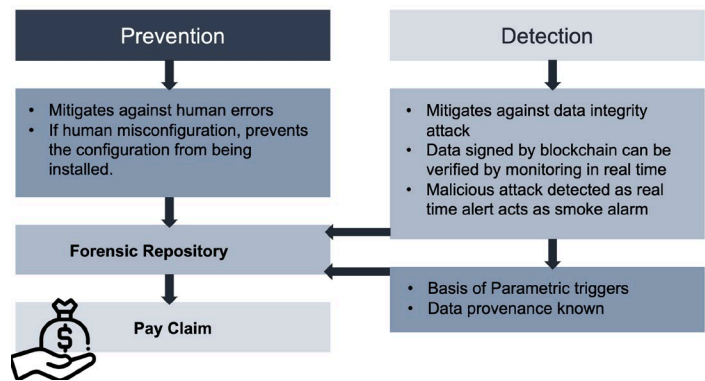 Prevention
• Mitigates against human errors
• If human misconfiguration, prevents
the configuration from being
installed.
Forensic Repository
Pay Claim
$
Detection
• Mitigates against data integrity
attack
• Data signed by blockchain can be
verified by monitoring in real time
• Malicious attack detected as real
time alert acts as smoke alarm
• Basis of Parametric triggers
• Data provenance known